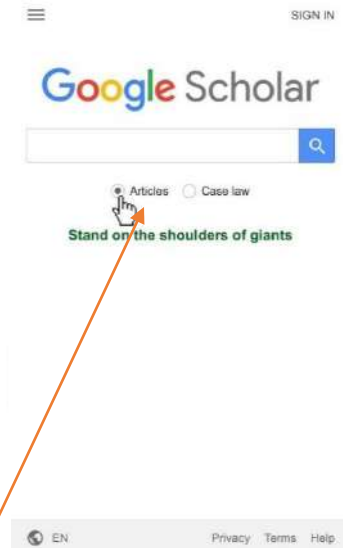 SIGN IN
Google Scholar
Articles Case law
Stand on the shoulders of giants
EN Privacy Terms Help